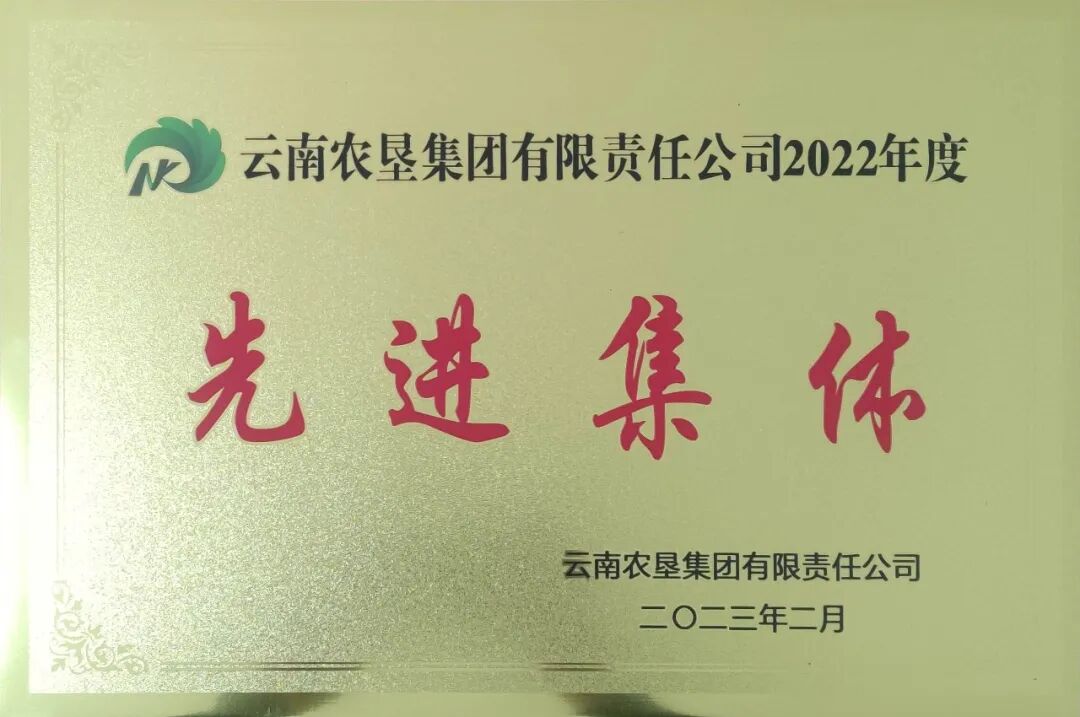 NK 云南农垦集团有限责任公司2022年度
先进集体
云南农垦集团有限责任公司
二〇二三年二月